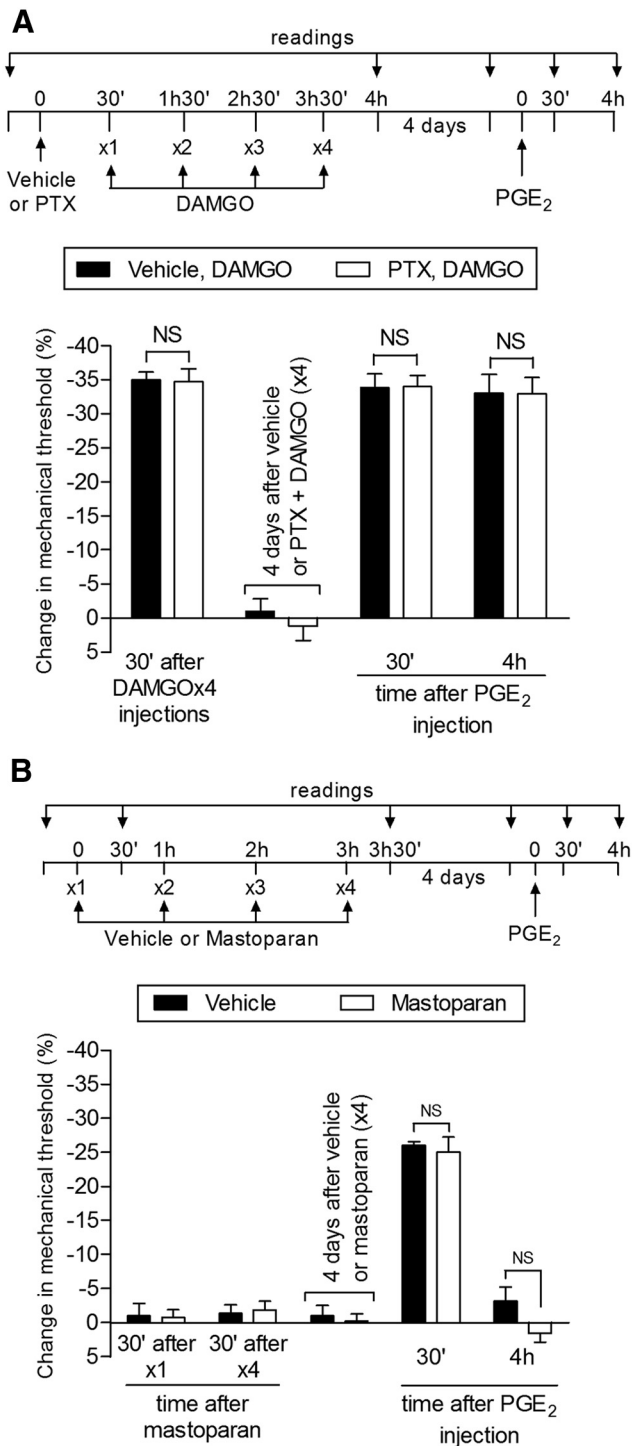 A
readings
0 30' 1h30' 2h30' 3h30' 4h 0 30' 4h
4 days
x1 x2 x3 x4
Vehicle
or PTX
DAMGO
PGE2
Vehicle, DAMGO PTX, DAMGO
Change in mechanical threshold (%)
-40
-35
-30
-25
-20
-15
-10
-5
0
5
NS
4 days after vehicle
or PTX + DAMGO (x4)
NS
NS
30' after
DAMGOx4
injections
30' 4h
time after PGE2
injection
B
readings
0 30' 1h 2h 3h 3h30' 0 30' 4h
x1 x2 x3 x4 4 days
Vehicle or Mastoparan
PGE2
Vehicle Mastoparan
Change in mechanical threshold (%)
-40
-35
-30
-25
-20
-15
-10
-5
0
5
4 days after vehicle
or mastoparan (x4)
NS
NS
30' after
x1
30' after
x4
time after
mastoparan
30' 4h
time after PGE2
injection